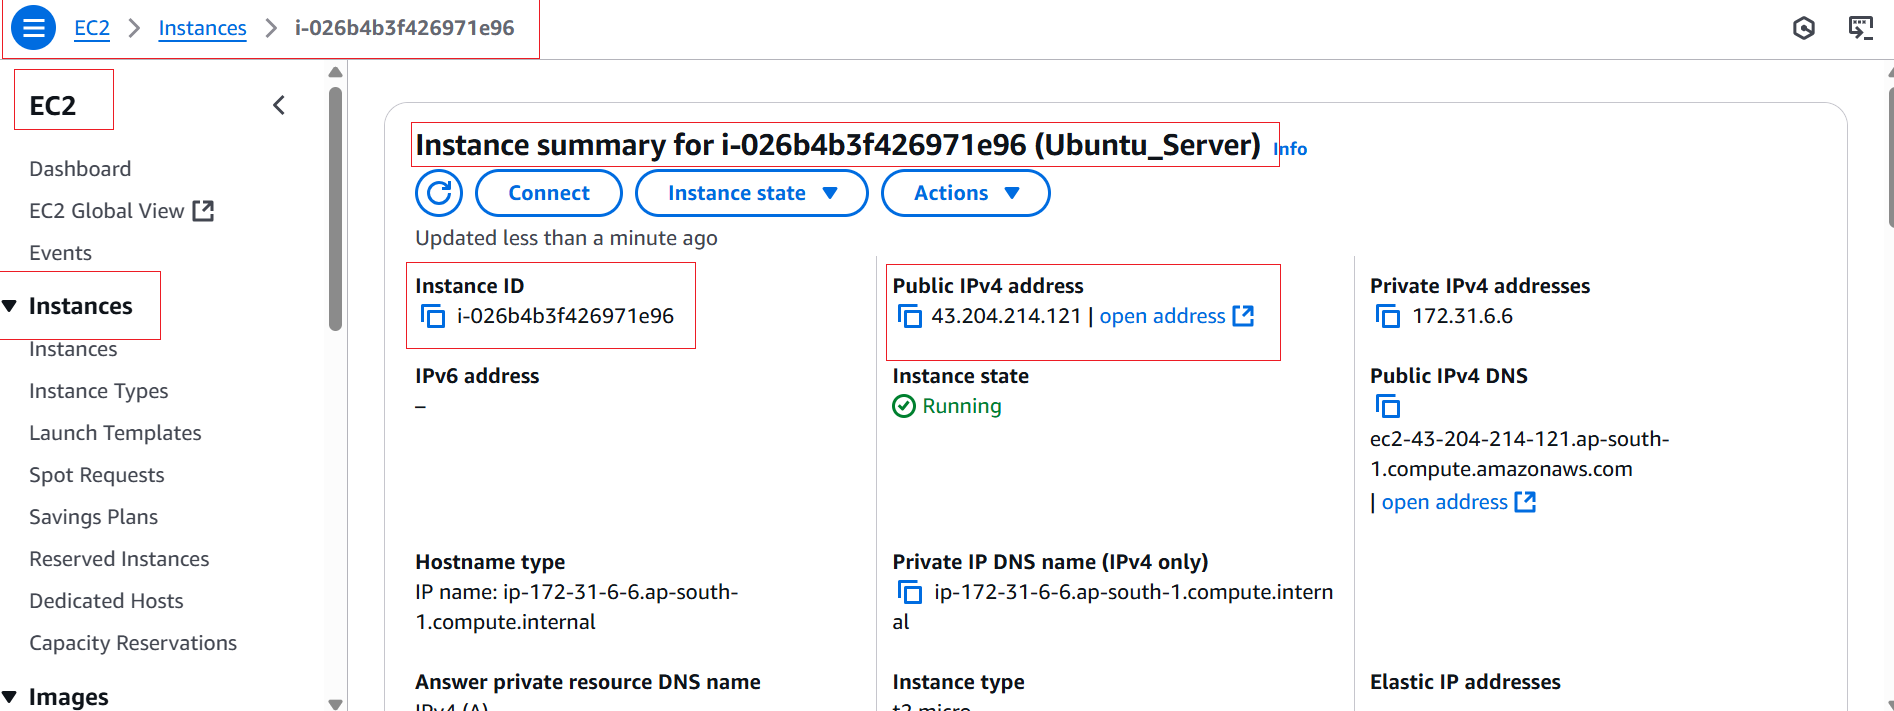 EC2 > Instances > i-026b4b3f426971e96
EC2
Dashboard
EC2 Global View
Events
Instances
Instances
Instance Types
Launch Templates
Spot Requests
Savings Plans
Reserved Instances
Dedicated Hosts
Capacity Reservations
Images
Instance summary for i-026b4b3f426971e96 (Ubuntu_Server) Info
Connect
Instance state
Actions
Updated less than a minute ago
Instance ID
i-026b4b3f426971e96
Public IPv4 address
43.204.214.121 | open address
Private IPv4 addresses
172.31.6.6
IPv6 address
–
Instance state
Running
Public IPv4 DNS
ec2-43-204-214-121.ap-south-
1.compute.amazonaws.com
| open address
Hostname type
IP name: ip-172-31-6-6.ap-south-
1.compute.internal
Private IP DNS name (IPv4 only)
ip-172-31-6-6.ap-south-1.compute.intern
al
Answer private resource DNS name
IPv4 (A)
Instance type
t2.micro
Elastic IP addresses